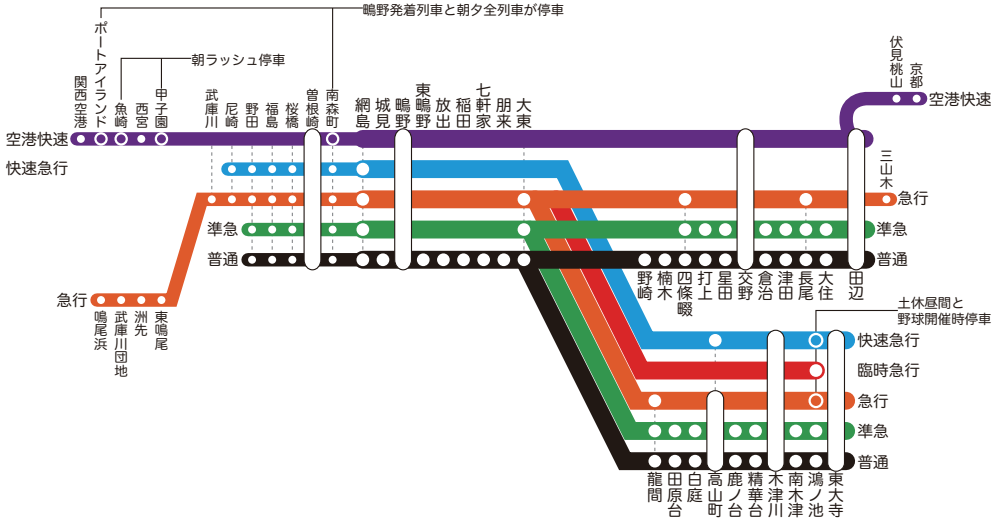 鴫野発着列車と朝夕全列車が停車
朝ラッシュ停車
関西空港
ポートアイランド
魚崎
西宮
甲子園
武庫川
尼崎
野田
福島
桜橋
曽根崎
南森町
網島
城見
鴫野
東鴫野
放出
稲田
七軒家
朋来
大東
伏見桃山
京都
空港快速
空港快速
快速急行
三山木
急行
準急
準急
普通
普通
急行
鳴尾浜
武庫川団地
洲先
東鳴尾
野崎
楠木
四條畷
打上
星田
交野
倉治
津田
長尾
大住
田辺
土休昼間と
野球開催時停車
快速急行
臨時急行
急行
準急
普通
龍間
田原台
白庭
高山町
鹿ノ台
精華台
木津川
南木津
鴻ノ池
東大寺